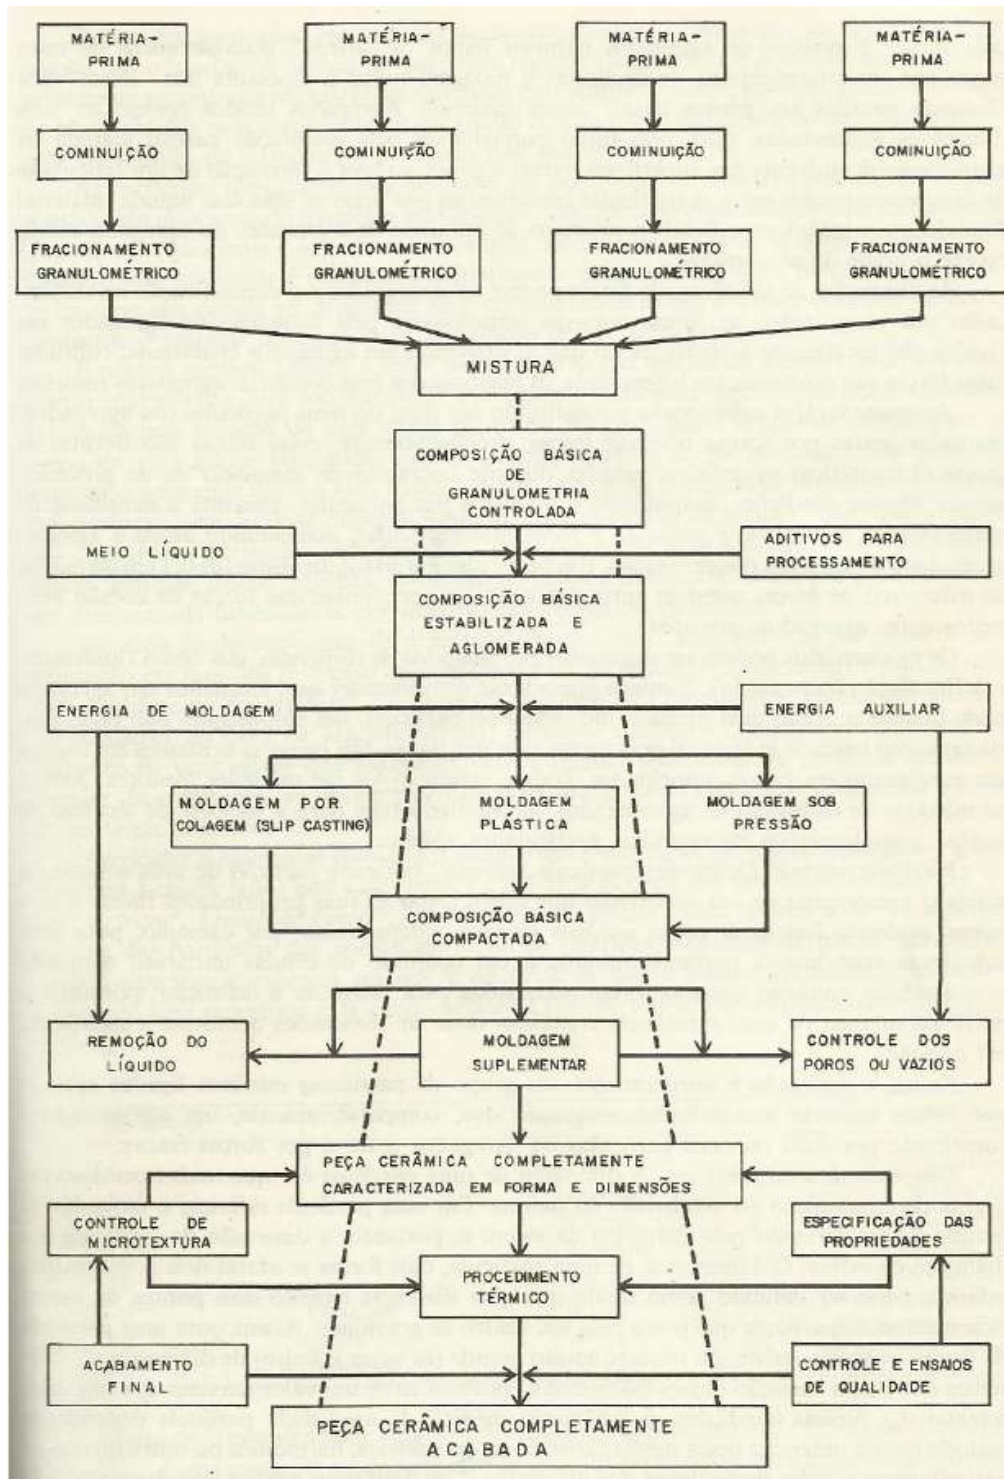 MATÉRIA-
PRIMA
MATÉRIA-
PRIMA
MATÉRIA-
PRIMA
MATÉRIA-
PRIMA
COMINUIÇÃO
COMINUIÇÃO
COMINUIÇÃO
COMINUIÇÃO
FRACIONAMENTO
GRANULOMÉTRICO
FRACIONAMENTO
GRANULOMÉTRICO
FRACIONAMENTO
GRANULOMÉTRICO
FRACIONAMENTO
GRANULOMÉTRICO
MISTURA
COMPOSIÇÃO BÁSICA
DE
GRANULOMETRIA
CONTROLADA
MEIO LÍQUIDO
ADITIVOS PARA
PROCESSAMENTO
COMPOSIÇÃO BÁSICA
ESTABILIZADA E
AGLOMERADA
ENERGIA DE MOLDAGEM
ENERGIA AUXILIAR
MOLDAGEM POR
COLAGEM (SLIP CASTING)
MOLDAGEM
PLÁSTICA
MOLDAGEM SOB
PRESSÃO
COMPOSIÇÃO BÁSICA
COMPACTADA
REMOÇÃO DO
LÍQUIDO
MOLDAGEM
SUPLEMENTAR
CONTROLE DOS
POROS OU VAZIOS
PEÇA CERÂMICA COMPLETAMENTE
CARACTERIZADA EM FORMA E DIMENSÕES
CONTROLE DE
MICROTEXTURA
ESPECIFICAÇÃO DAS
PROPRIEDADES
PROCEDIMENTO
TÉRMICO
ACABAMENTO
FINAL
CONTROLE E ENSAIOS
DE QUALIDADE
PEÇA CERÂMICA COMPLETAMENTE
ACABADA